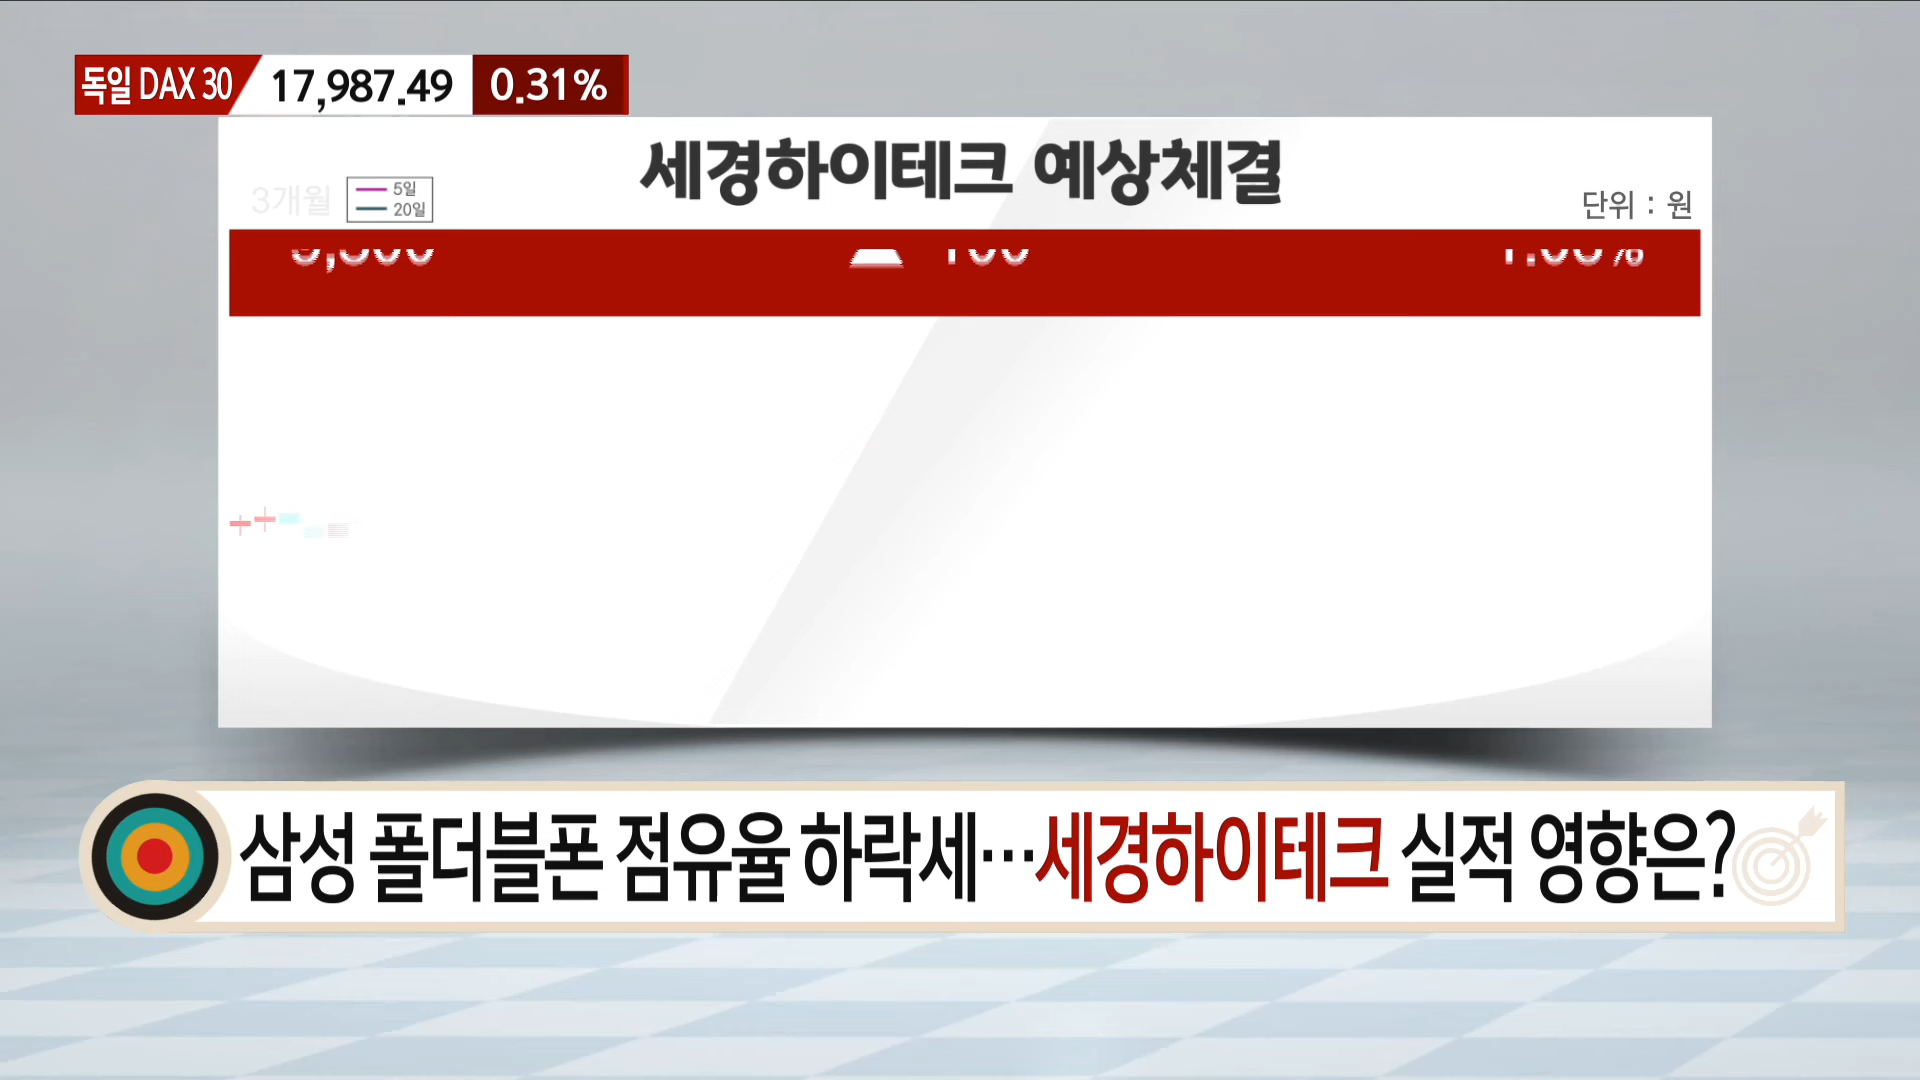 독일 DAX 30 17,987.49 0.31%
세경하이테크 예상체결
3개월
5일
20일
단위 : 원
삼성 폴더블폰 점유율 하락세…세경하이테크 실적 영향은?